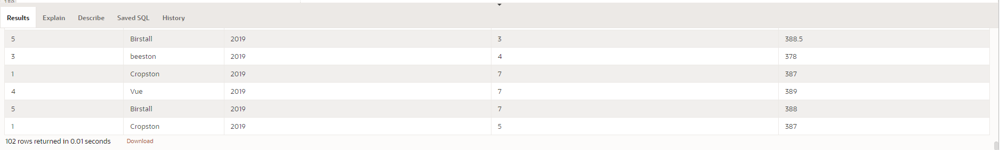 180
Results Explain Describe Saved SQL History
5 Birstall 2019 3 388.5
3 beeston 2019 4 378
1 Cropston 2019 7 387
4 Vue 2019 7 389
5 Birstall 2019 7 388
1 Cropston 2019 5 387
102 rows returned in 0.01 seconds Download